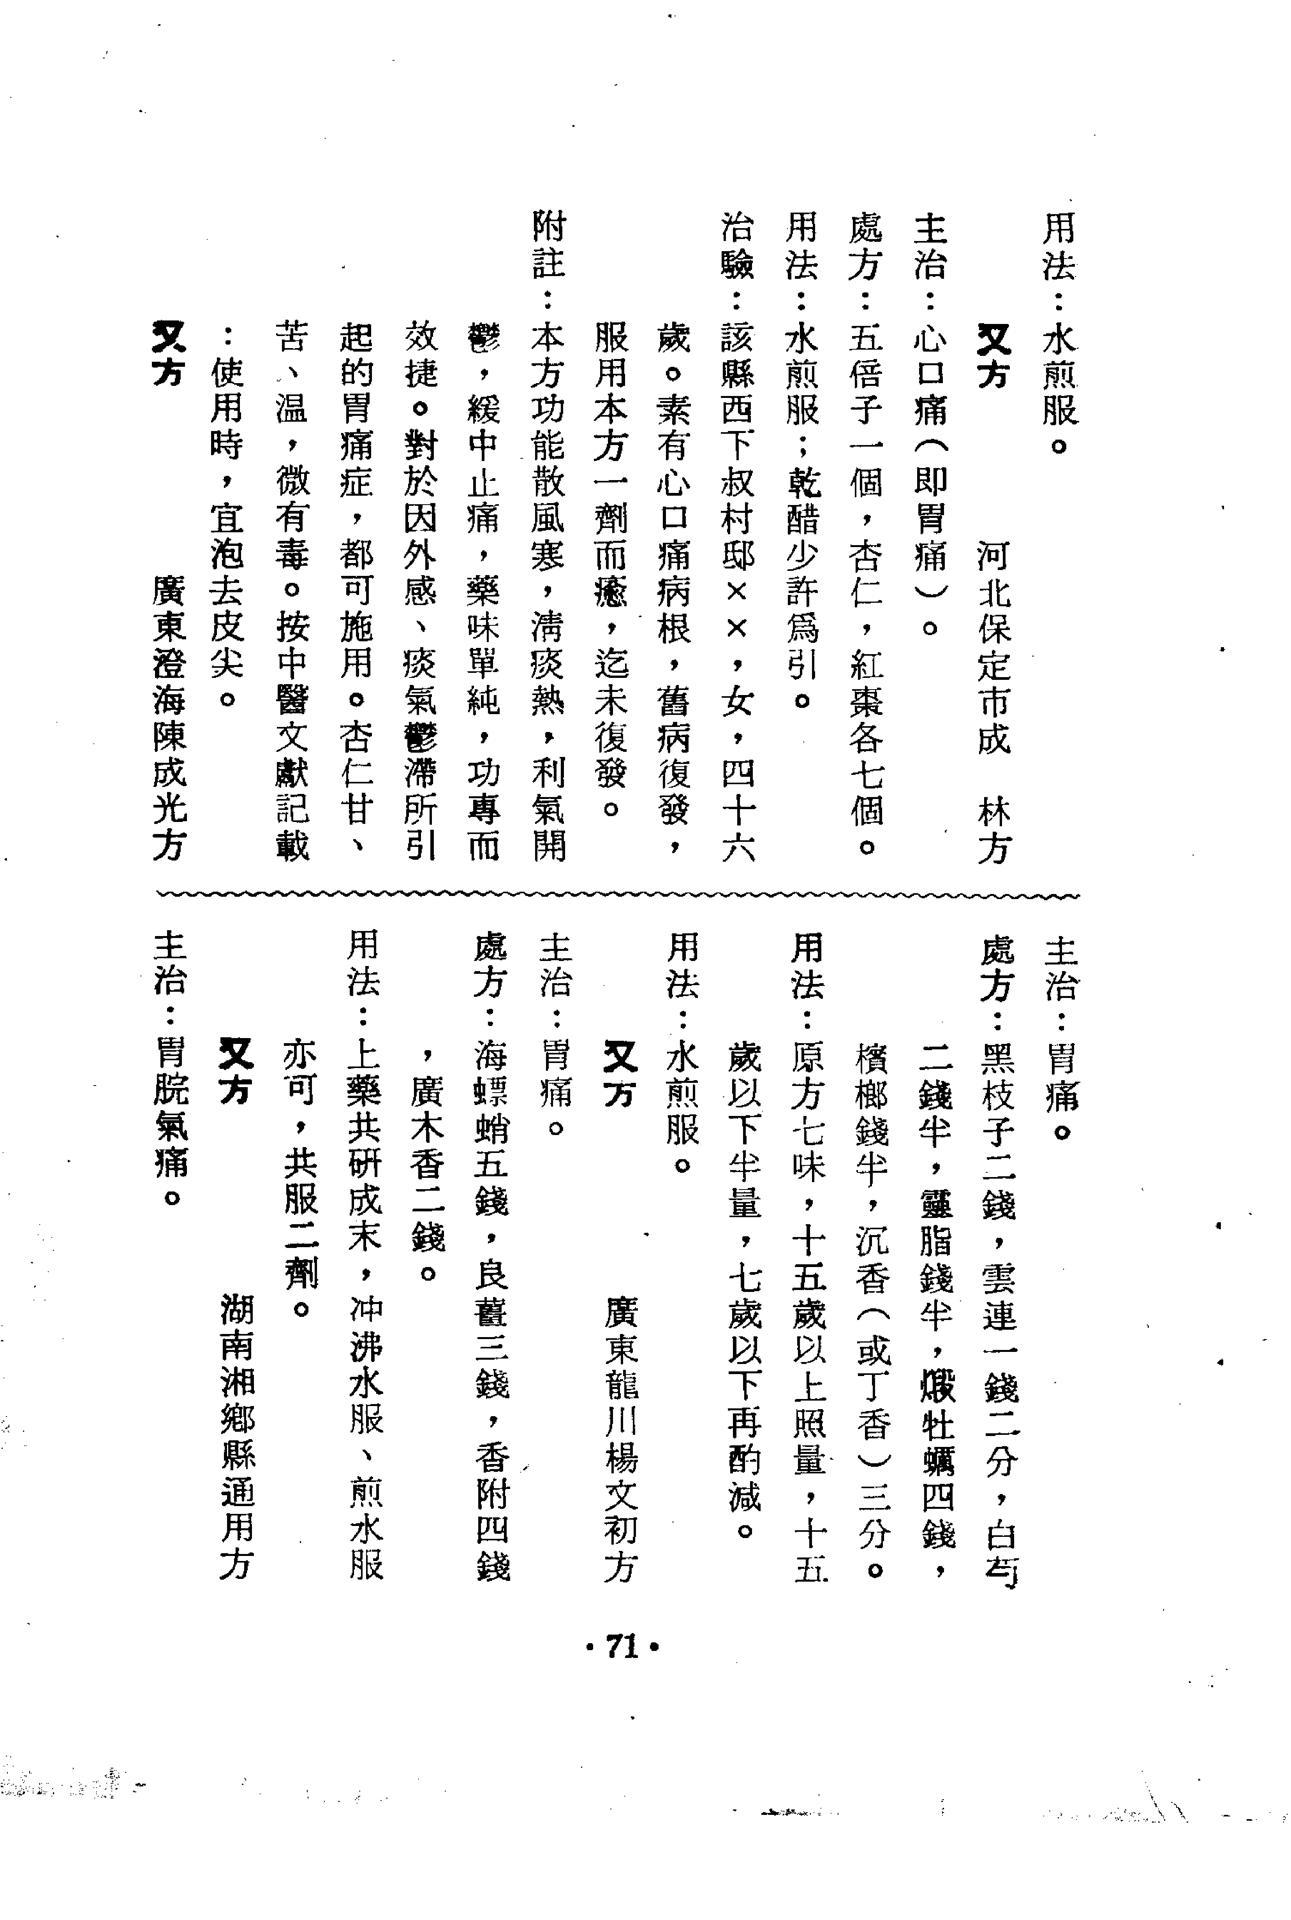 用法：水煎服。
又方　河北保定市成　林方
主治：心口痛（即胃痛）。
處方：五倍子一個，杏仁，紅棗各七個。
用法：水煎服；乾醋少許爲引。
治驗：該縣西下叔村邸××，女，四十六
歲。素有心口痛病根，舊病復發，
服用本方一劑而癒，迄未復發。
附註：本方功能散風寒，清痰熱，利氣開
鬱，緩中止痛，藥味單純，功專而
效捷。對於因外感、痰氣鬱滯所引
起的胃痛症，都可施用。杏仁甘、
苦、温，微有毒。按中醫文獻記載
：使用時，宜泡去皮尖。
又方　廣東澄海陳成光方
主治：胃痛。
處方：黑枝子二錢，雲連一錢二分，白芍
二錢半，靈脂錢半，煅牡蠣四錢，
檳榔錢半，沉香（或丁香）三分。
用法：原方七味，十五歲以上照量，十五
歲以下半量，七歲以下再酌減。
用法：水煎服。
又方　廣東龍川楊文初方
主治：胃痛。
處方：海螵蛸五錢，良薑三錢，香附四錢
，廣木香二錢。
用法：上藥共研成末，冲沸水服、煎水服
亦可，共服二劑。
又方　湖南湘鄉縣通用方
主治：胃脘氣痛。
• 71 •